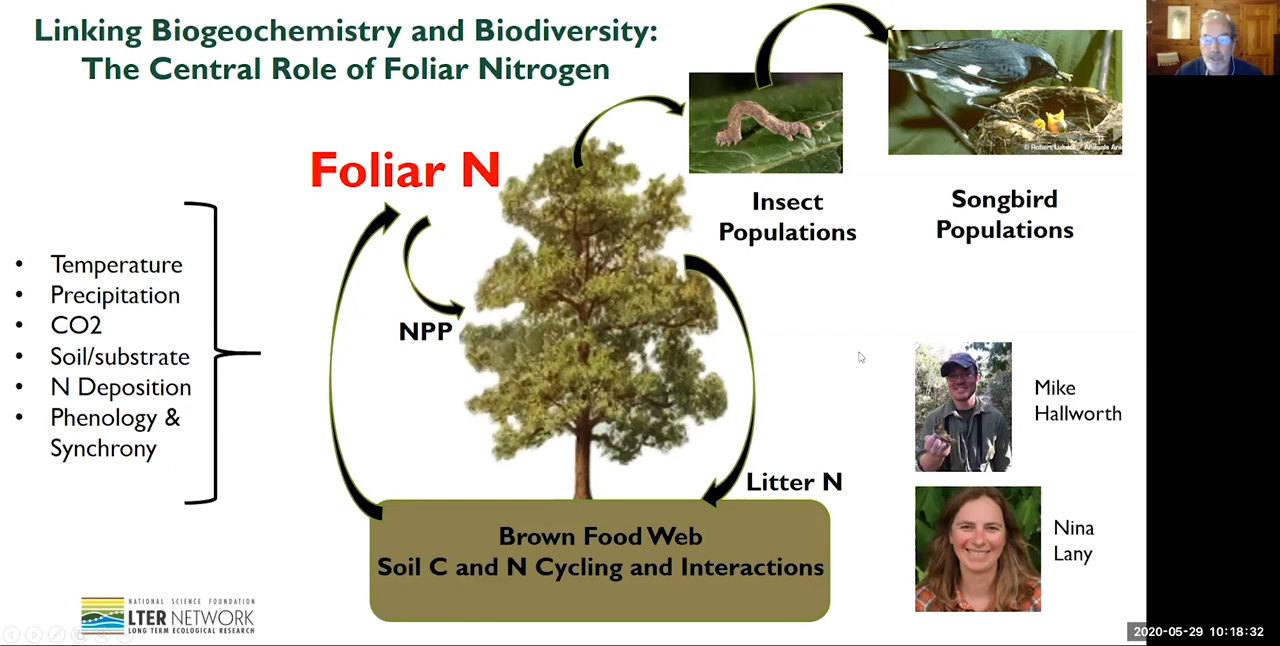 Linking Biogeochemistry and Biodiversity:
The Central Role of Foliar Nitrogen
Foliar N
Insect
Populations
Songbird
Populations
• Temperature
• Precipitation
• CO2
• Soil/substrate
• N Deposition
• Phenology &
Synchrony
NPP
Mike
Hallworth
Litter N
Nina
Lany
Brown Food Web
Soil C and N Cycling and Interactions
NATIONAL SCIENCE FOUNDATION
LTER NETWORK
LONG TERM ECOLOGICAL RESEARCH
2020-05-29 10:18:32